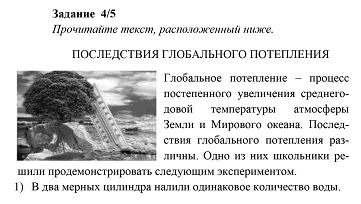 Задание 4/5
Прочитайте текст, расположенный ниже.
ПОСЛЕДСТВИЯ ГЛОБАЛЬНОГО ПОТЕПЛЕНИЯ
Глобальное потепление – процесс
постепенного увеличения среднего-
довой температуры атмосферы
Земли и Мирового океана. Послед-
ствия глобального потепления раз-
личны. Одно из них школьники ре-
шили продемонстрировать следующим экспериментом.
1) В два мерных цилиндра налили одинаковое количество воды.